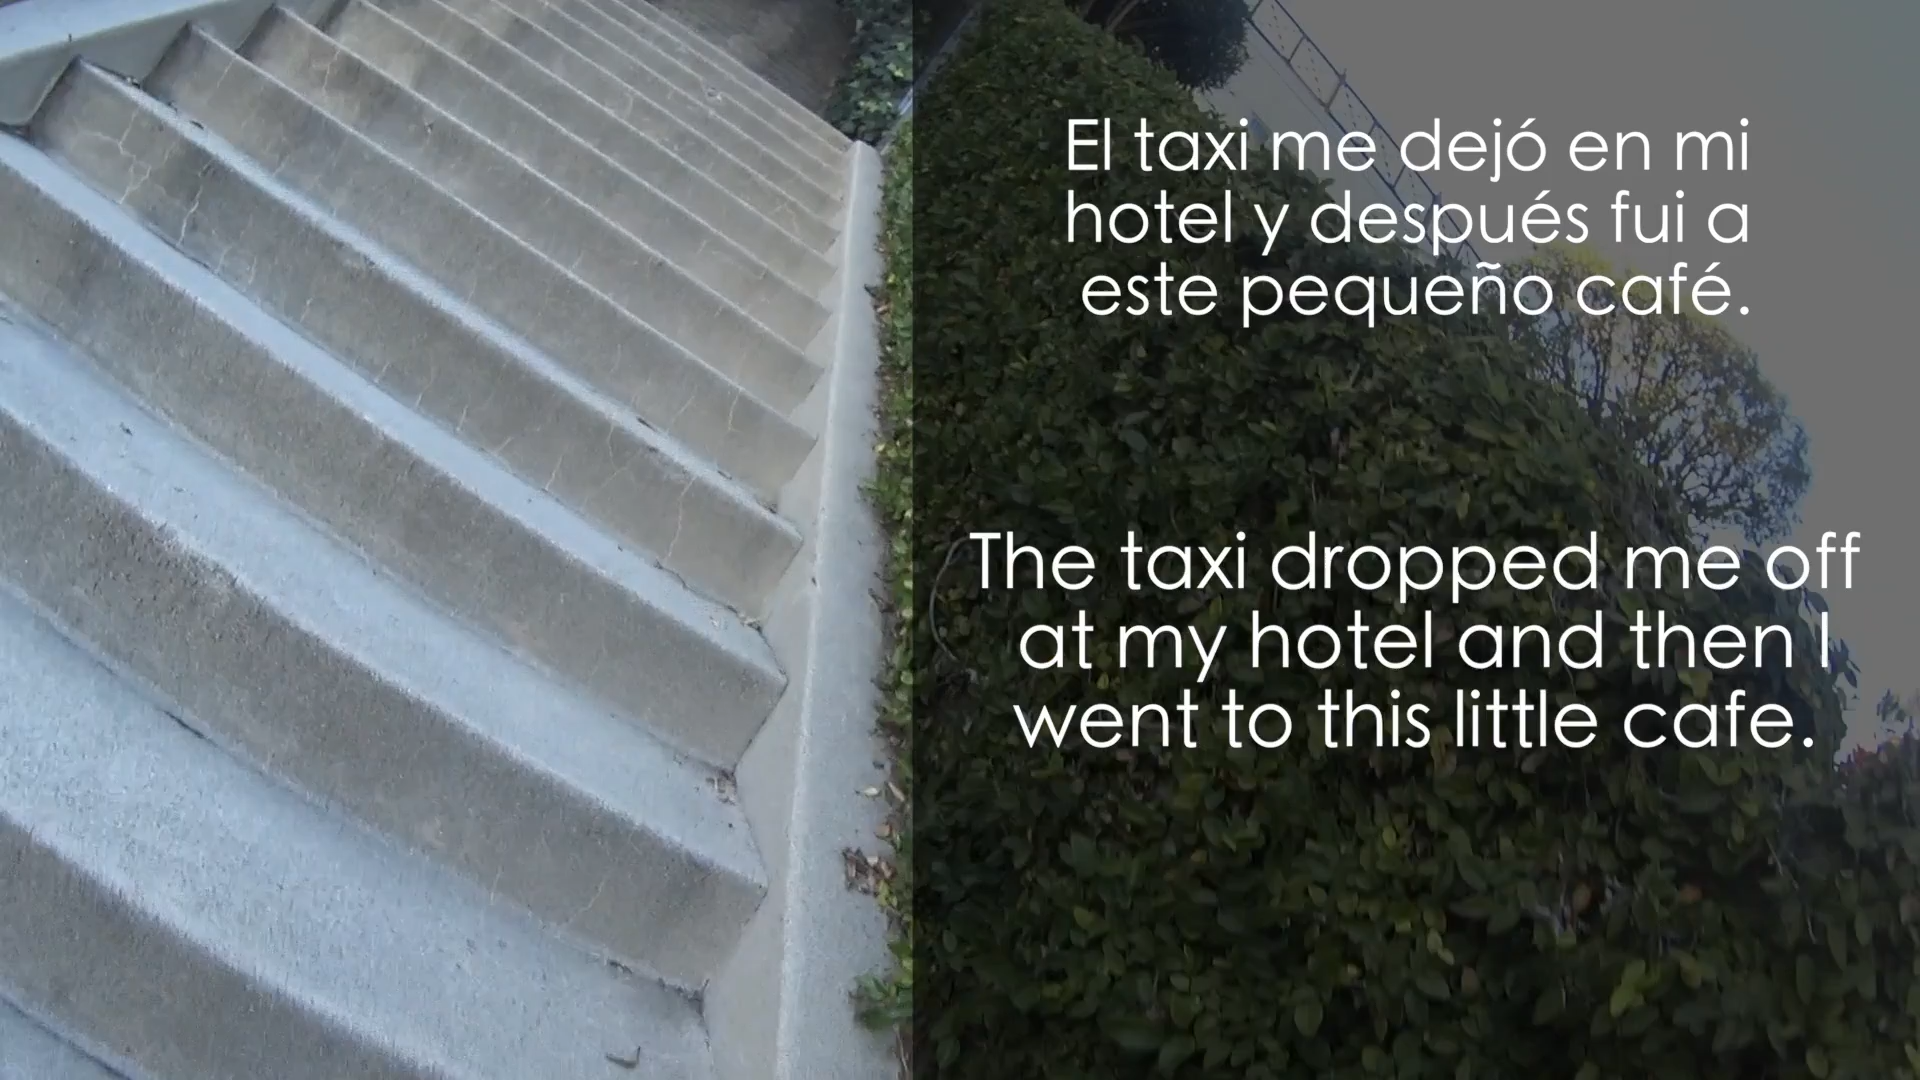 El taxi me dejó en mi
hotel y después fui a
este pequeño café.
The taxi dropped me off
at my hotel and then I
went to this little cafe.